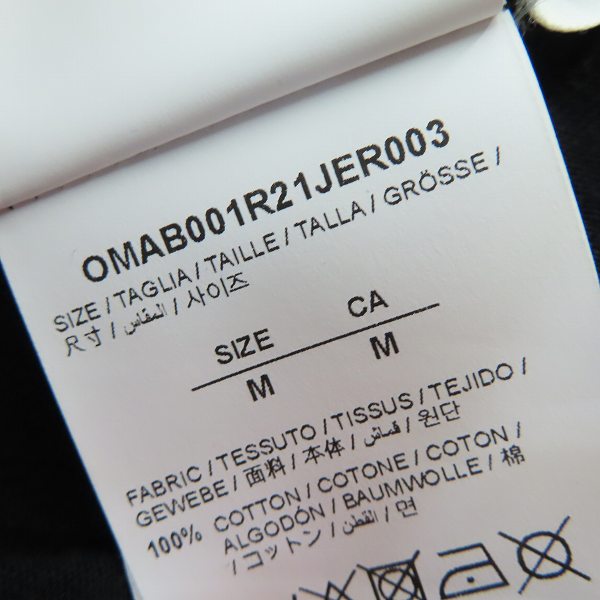 OMAB001R21JER003
SIZE / TAGLIA / TAILLE / TALLA / GRÖSSE /
尺寸 / المقاس / 사이즈
SIZE CA
M M
FABRIC / TESSUTO / TISSUS / TEJIDO /
GEWEBE / 面料 / 本体 / قماش / 원단
100% COTTON / COTONE / COTON /
ALGODÓN / BAUMWOLLE / 棉
/ コットン / القطن / 면